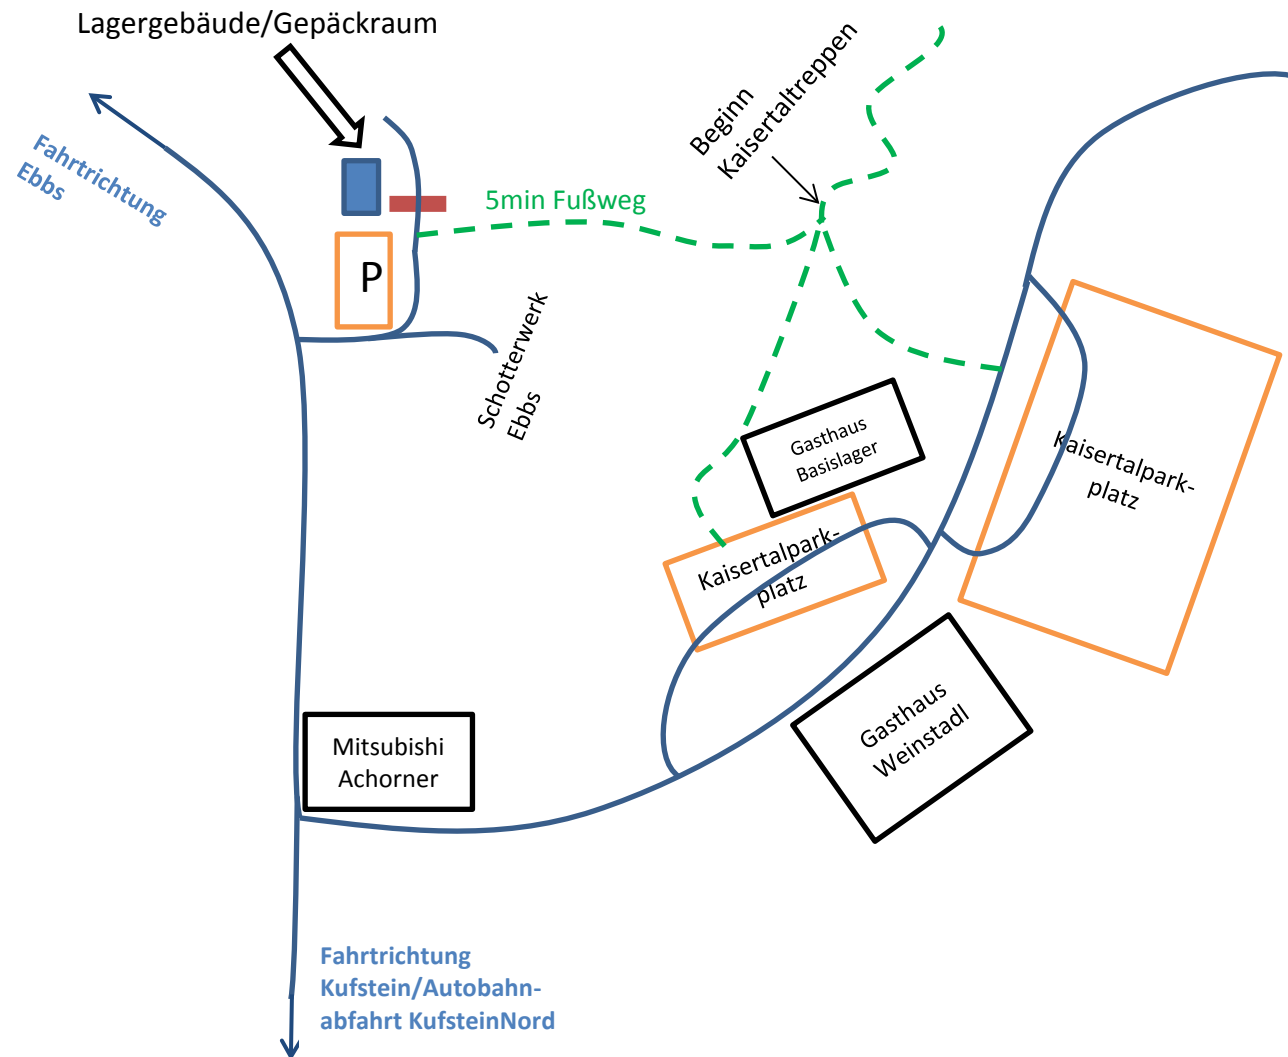 Lagergebäude/Gepäckraum
Beginn
Kaisertaltreppen
Fahrtrichtung
Ebbs
5min Fußweg
P
Schotterwerk
Ebbs
Gasthaus
Basislager
Kaisertalpark-
platz
Kaisertalpark-
platz
Gasthaus
Weinstadl
Mitsubishi
Achorner
Fahrtrichtung
Kufstein/Autobahn-
abfahrt KufsteinNord